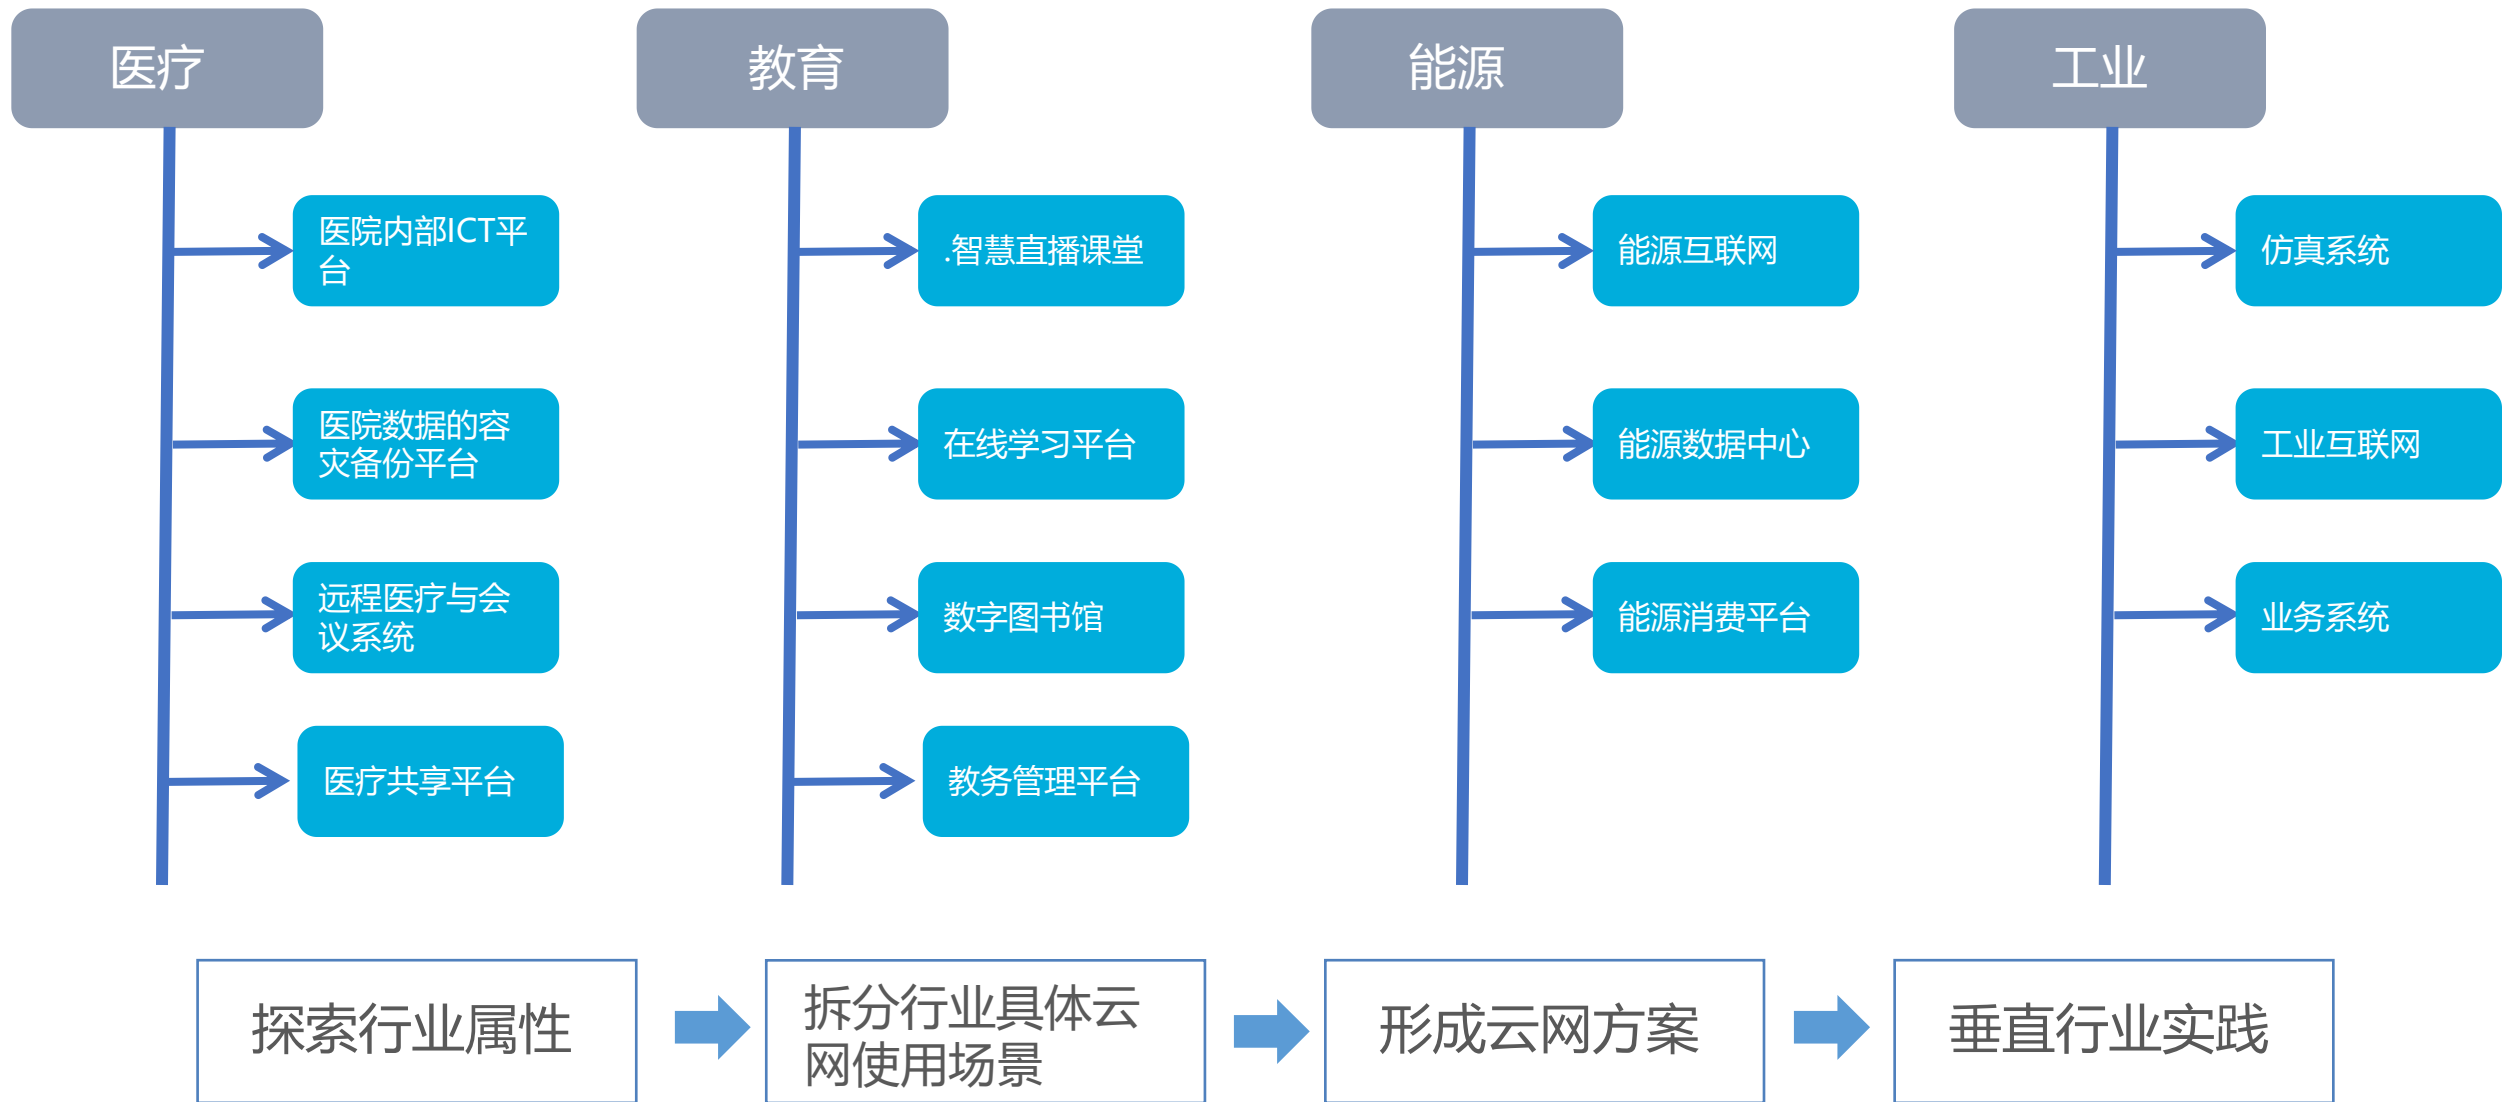 医疗
教育
能源
工业
医院内部ICT平
台
.智慧直播课堂
能源互联网
仿真系统
医院数据的容
灾备份平台
在线学习平台
能源数据中心
工业互联网
远程医疗与会
议系统
数字图书馆
能源消费平台
业务系统
医疗共享平台
教务管理平台
探索行业属性
拆分行业具体云
网使用场景
形成云网方案
垂直行业实践